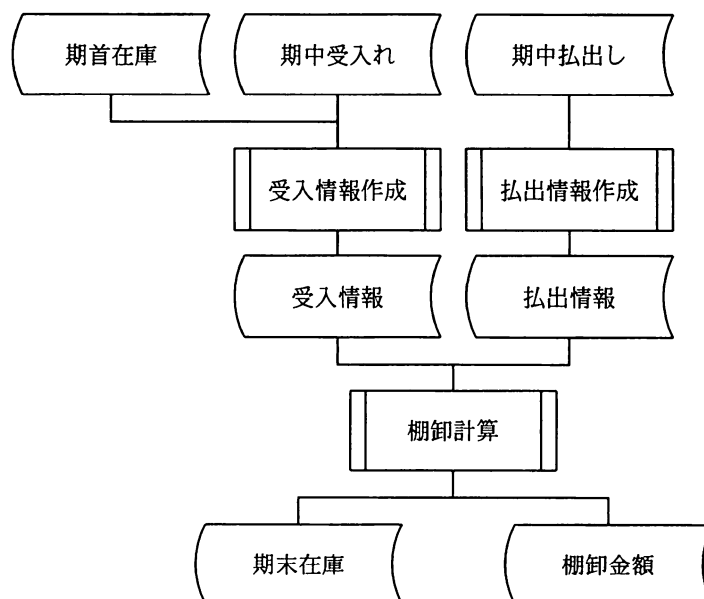 期首在庫
期中受入れ
期中払出し
受入情報作成
払出情報作成
受入情報
払出情報
棚卸計算
期末在庫
棚卸金額